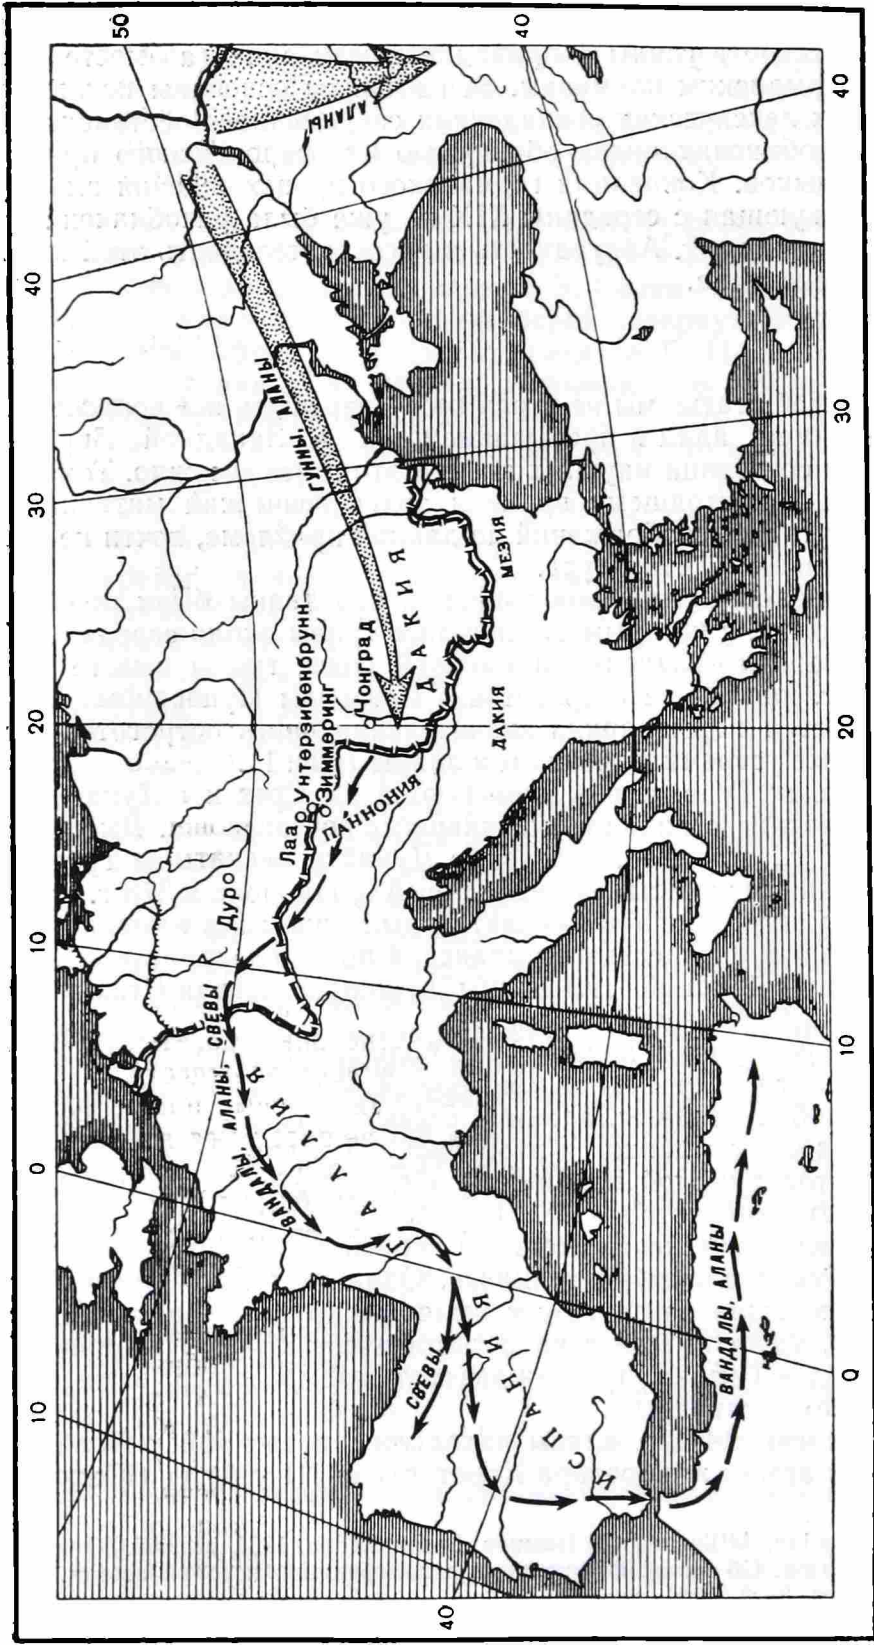 50
40
40
АЛАНЫ
40
ГУННЫ, АЛАНЫ
30
30
ДАКИЯ
МЕЗИЯ
Унтерзибенбрунн
Чонград
20
Зиммеринг
Лаа
ДАКИЯ
20
ПАННОНИЯ
Дуро
10
СВЕВЫ
10
АЛАНЫ
ВАНДАЛЫ,
ГАЛЛИЯ
0
ВАНДАЛЫ, АЛАНЫ
СВЕВЫ
0
ИСПАНИЯ
10
40